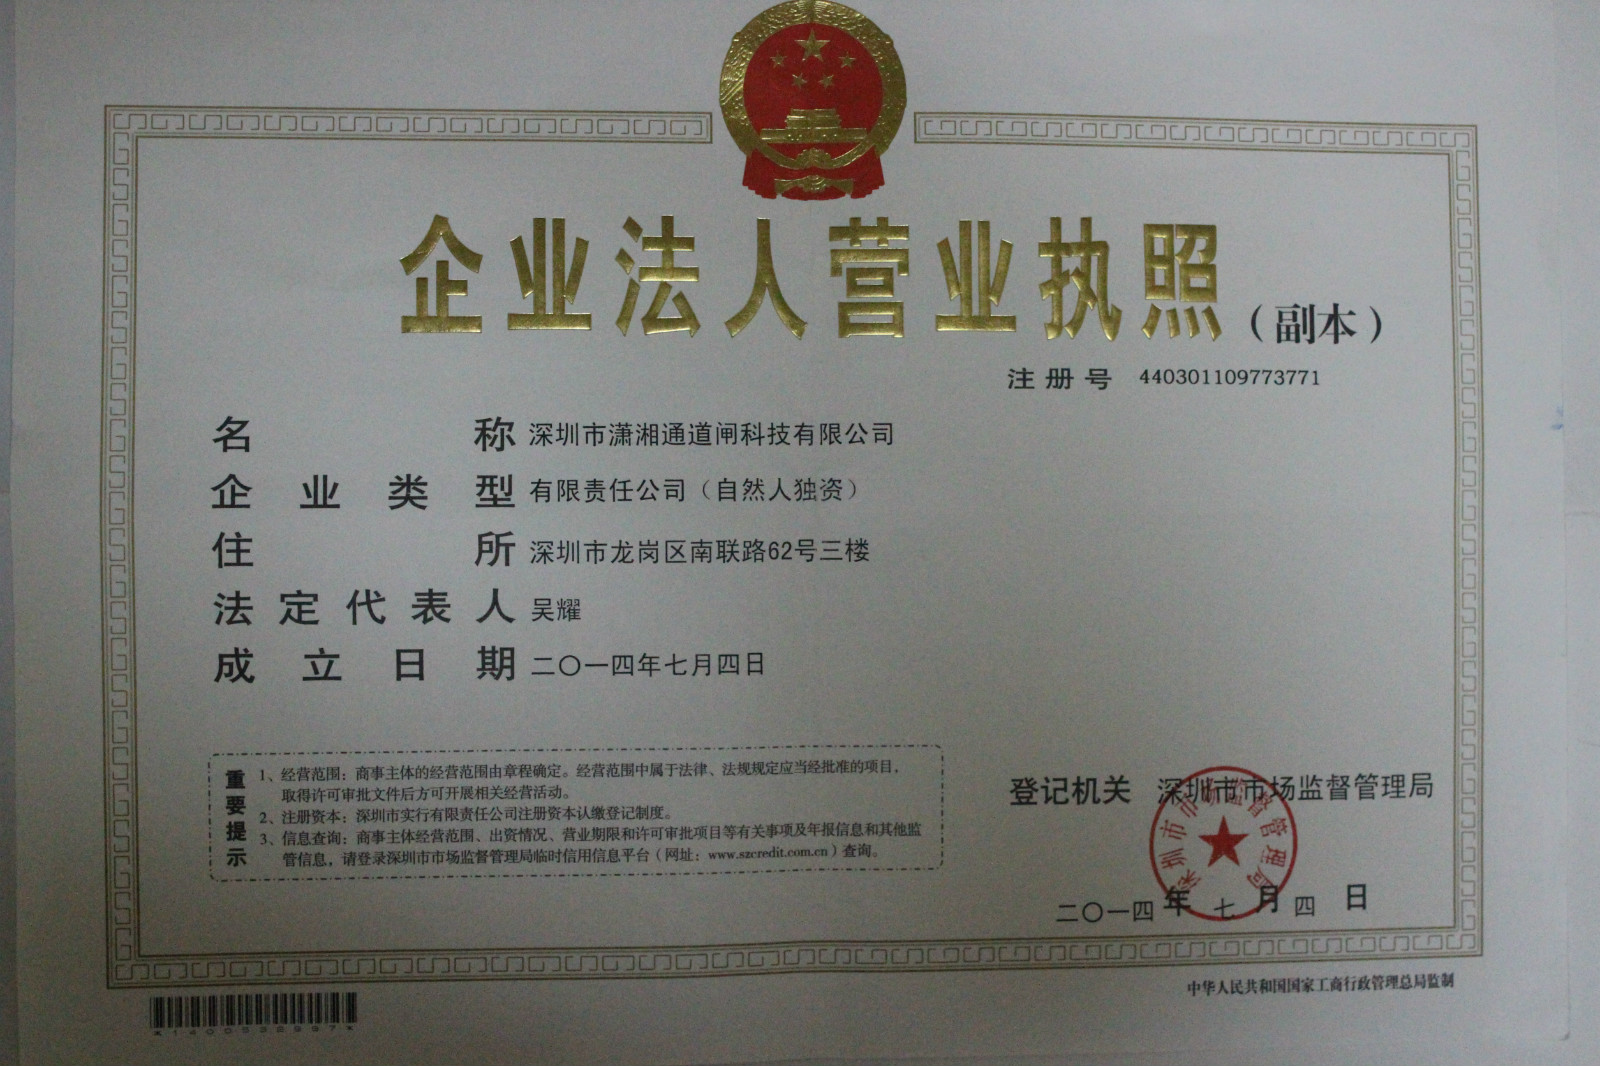 企业法人营业执照（副本）
注册号 440301109773771
名称 深圳市潇湘通道闸科技有限公司
企业类型 有限责任公司（自然人独资）
住所 深圳市龙岗区南联路62号三楼
法定代表人 吴耀
成立日期 二〇一四年七月四日
重要提示
1、经营范围：商事主体的经营范围由章程确定。经营范围中属于法律、法规规定应当经批准的项目，
取得许可审批文件后方可开展相关经营活动。
2、注册资本：深圳市实行有限责任公司注册资本认缴登记制度。
3、信息查询：商事主体经营范围、出资情况、营业期限和许可审批项目等有关事项及年报信息和其他监
管信息，请登录深圳市市场监督管理局临时信用信息平台（网址：www.szcredit.com.cn）查询。
登记机关 深圳市市场监督管理局
深圳市市场监督管理局
二〇一四年七月四日
中华人民共和国国家工商行政管理总局监制